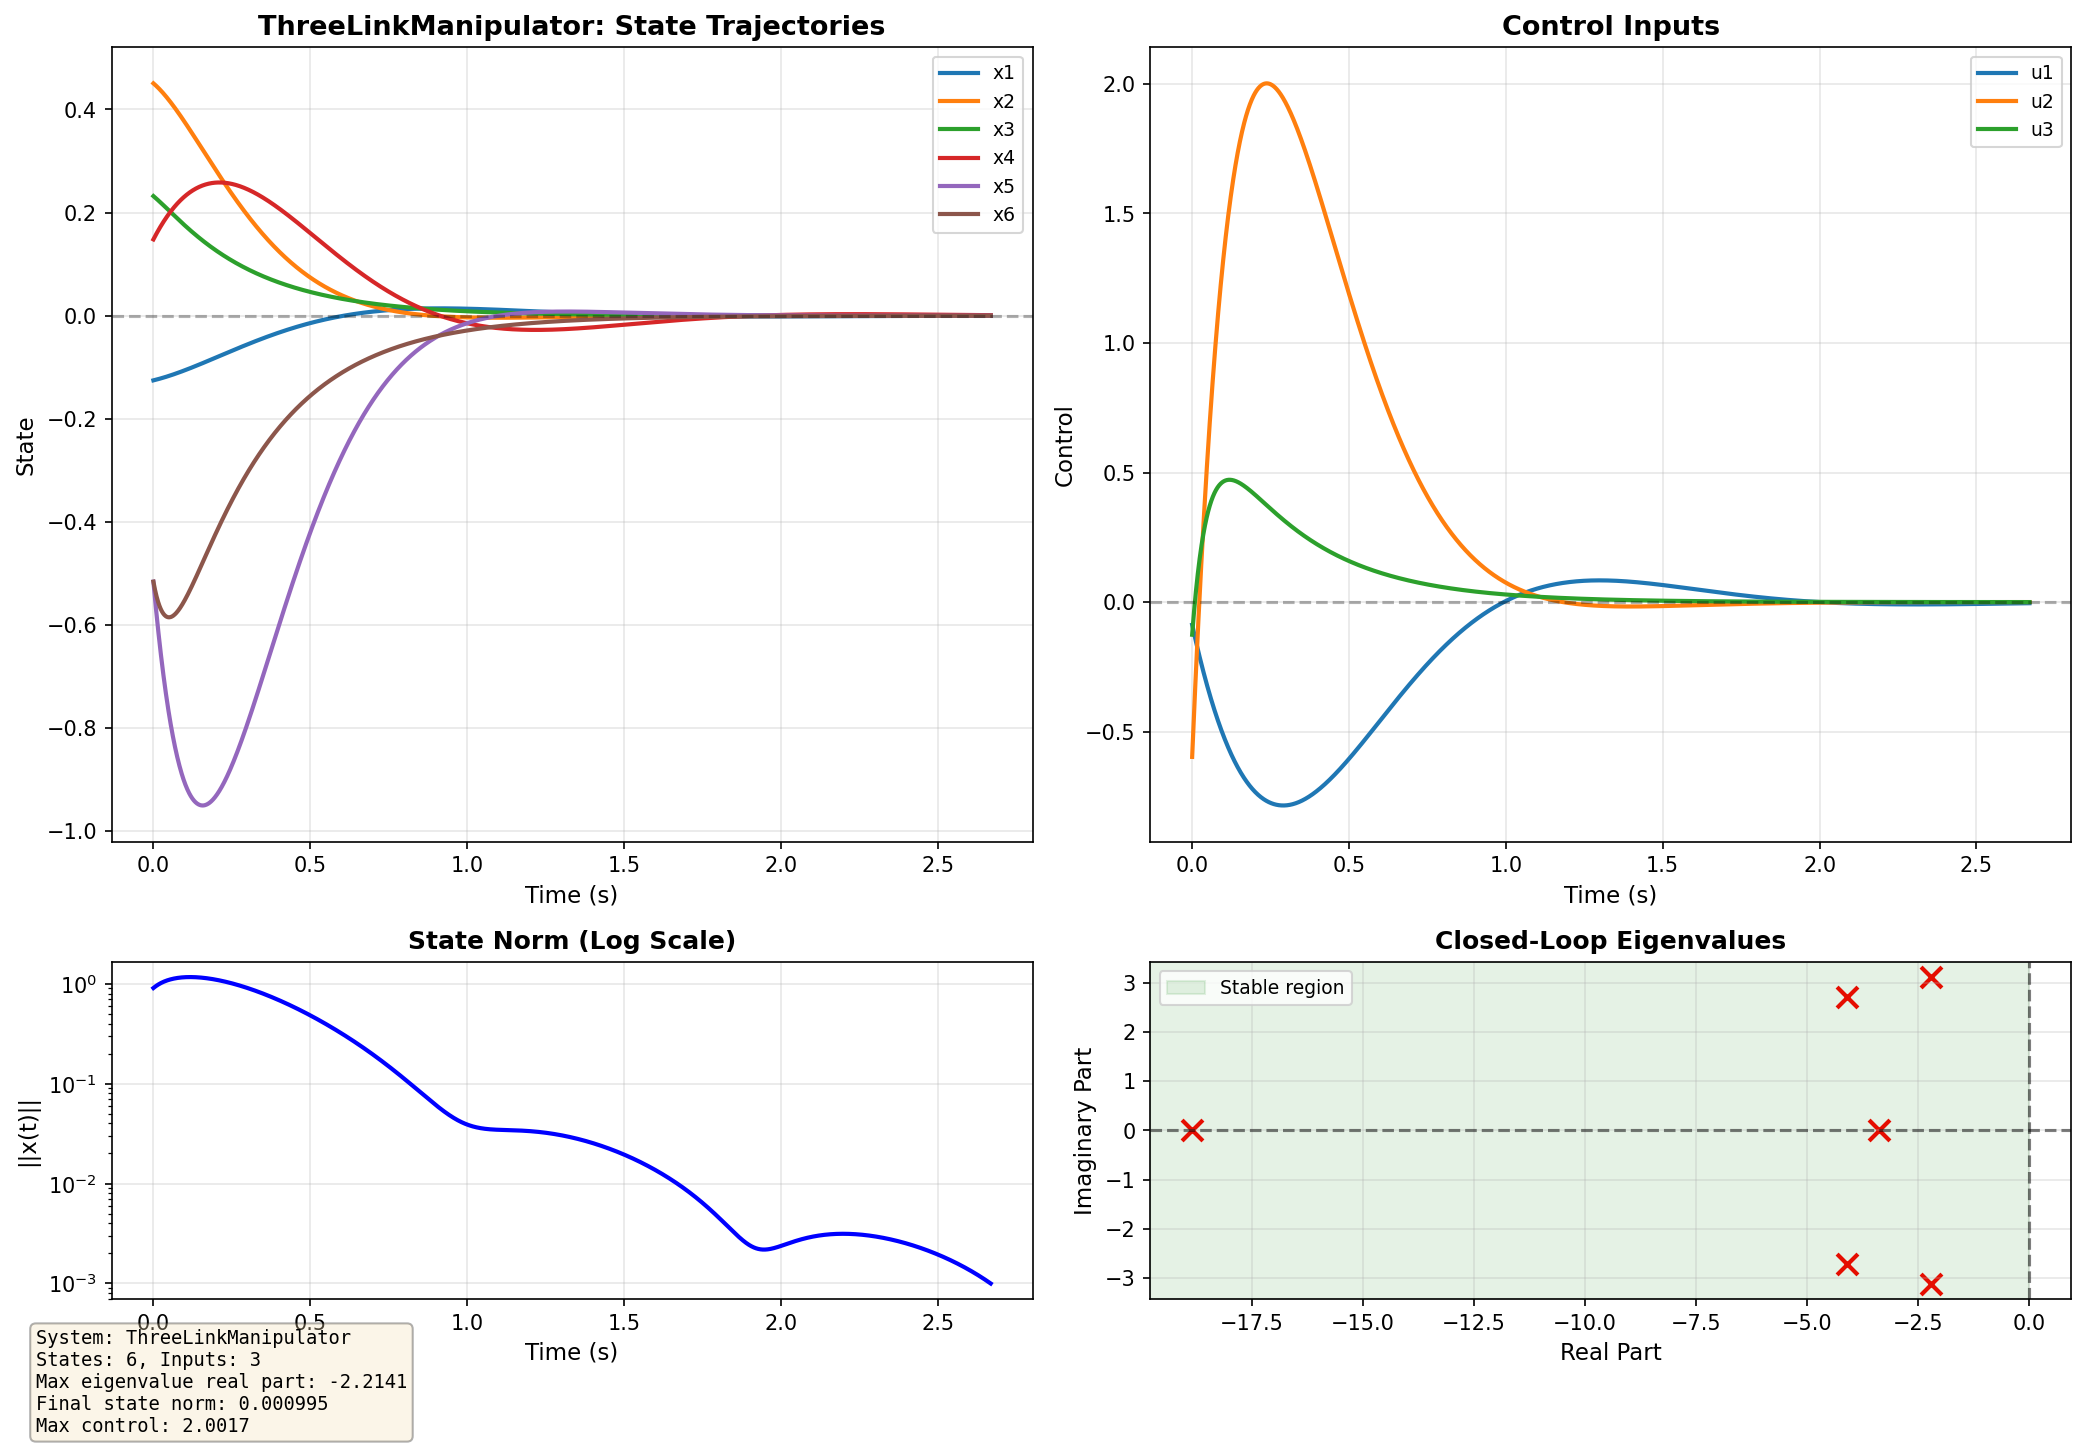 ThreeLinkManipulator: State Trajectories
State
0.4
0.2
0.0
−0.2
−0.4
−0.6
−0.8
−1.0
x1
x2
x3
x4
x5
x6
0.0 0.5 1.0 1.5 2.0 2.5
Time (s)
Control Inputs
Control
2.0
1.5
1.0
0.5
0.0
−0.5
u1
u2
u3
0.0 0.5 1.0 1.5 2.0 2.5
Time (s)
State Norm (Log Scale)
||x(t)||
10⁰
10⁻¹
10⁻²
10⁻³
0.0 0.5 1.0 1.5 2.0 2.5
Time (s)
Closed-Loop Eigenvalues
Imaginary Part
3
2
1
0
−1
−2
−3
Stable region
−17.5 −15.0 −12.5 −10.0 −7.5 −5.0 −2.5 0.0
Real Part
System: ThreeLinkManipulator
States: 6, Inputs: 3
Max eigenvalue real part: -2.2141
Final state norm: 0.000995
Max control: 2.0017